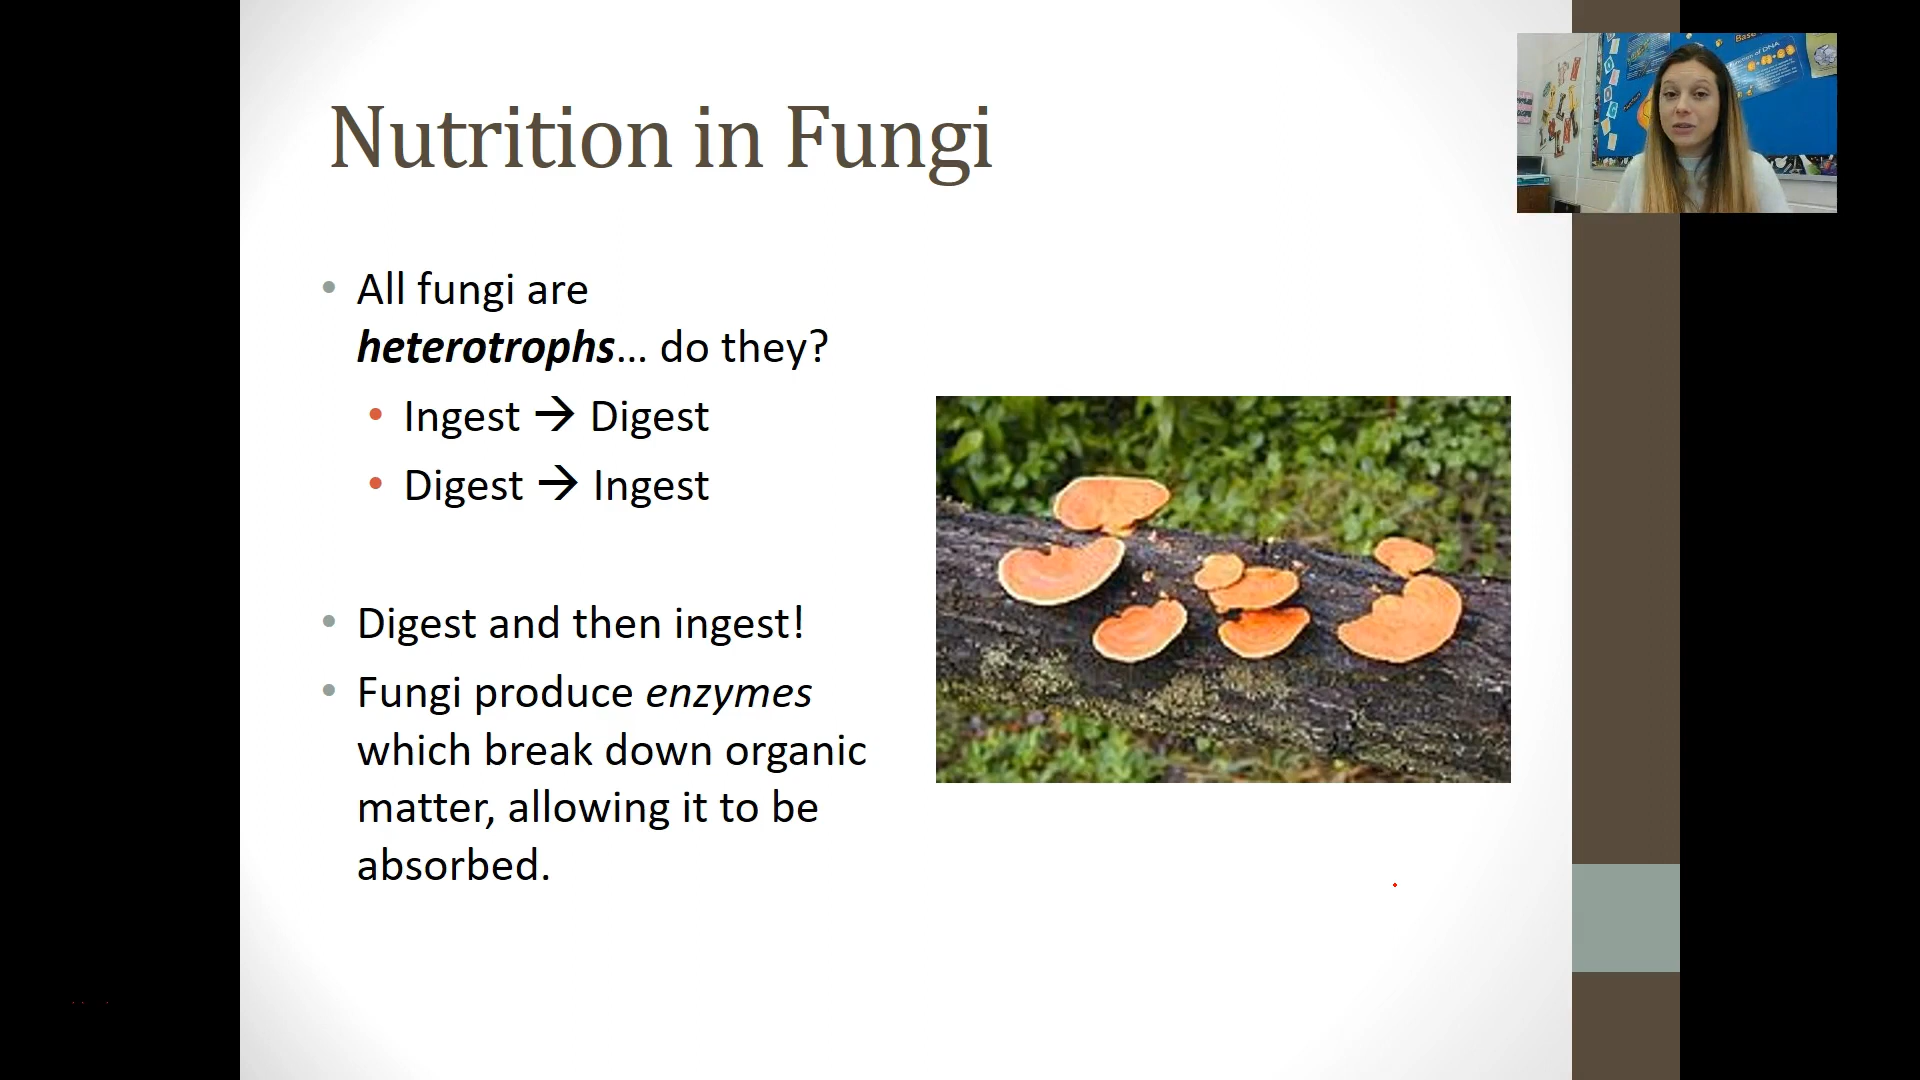 Nutrition in Fungi
• All fungi are
heterotrophs... do they?
• Ingest → Digest
• Digest → Ingest
• Digest and then ingest!
• Fungi produce enzymes
which break down organic
matter, allowing it to be
absorbed.